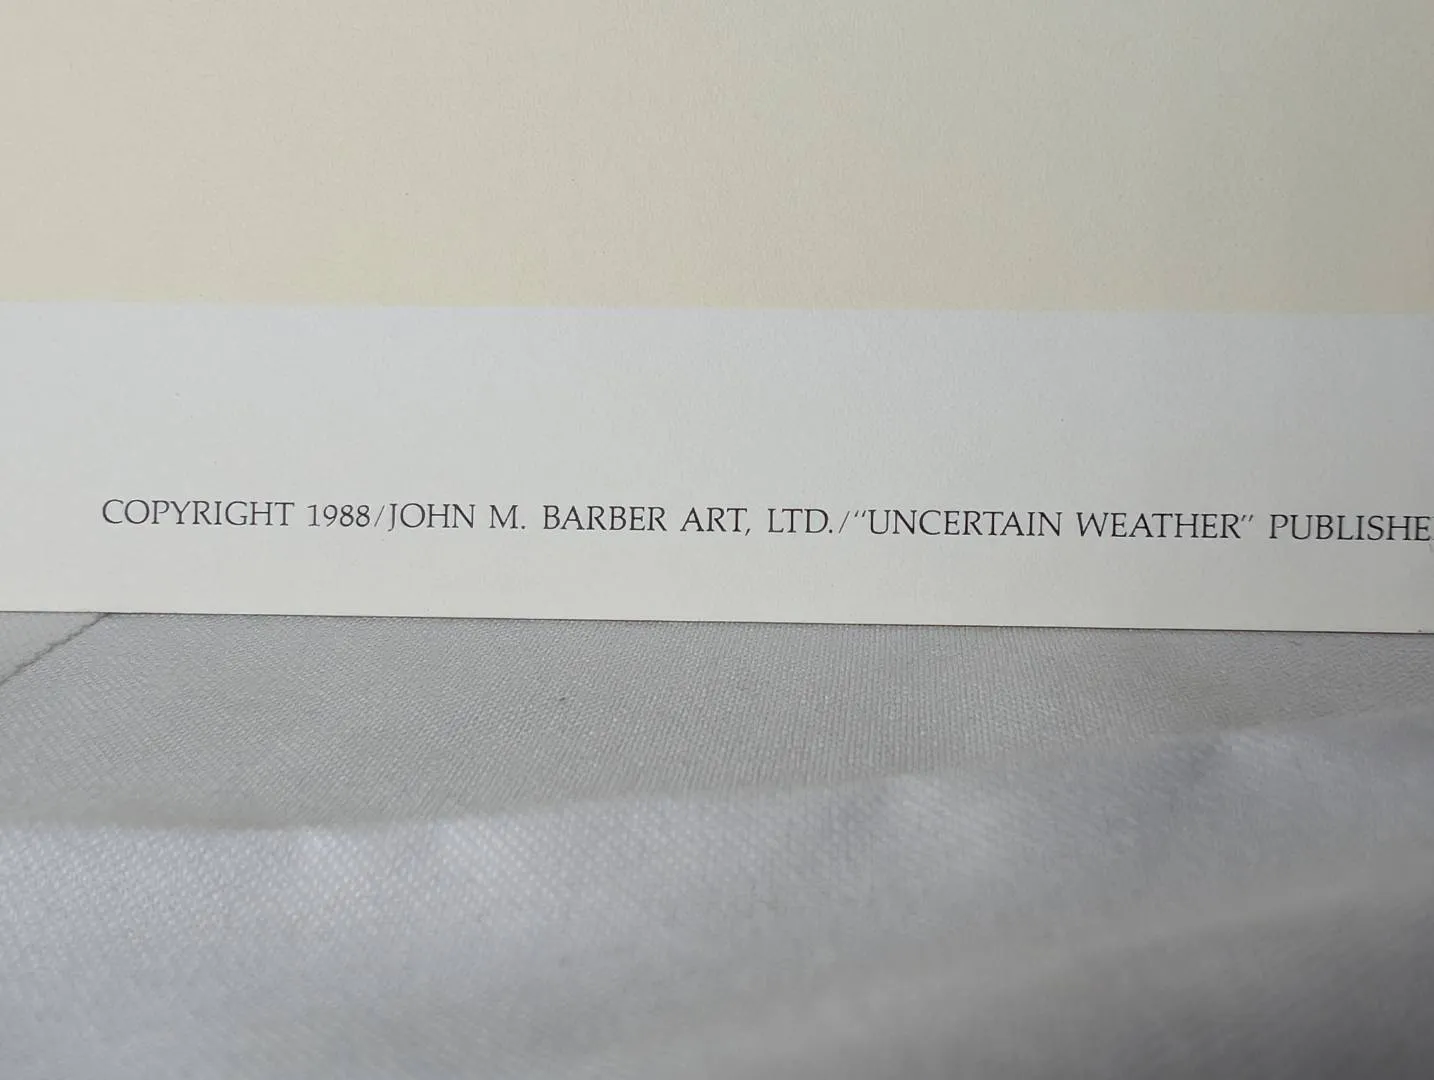 COPYRIGHT 1988/JOHN M. BARBER ART, LTD./"UNCERTAIN WEATHER" PUBLISHE